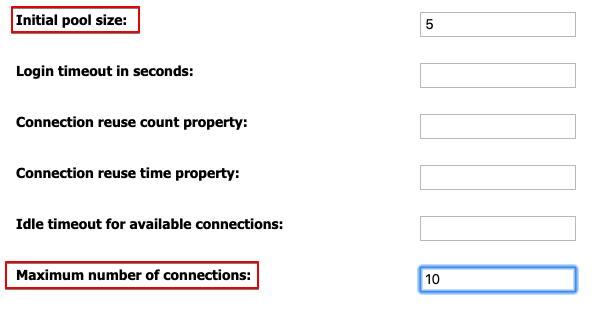 Initial pool size: 5
Login timeout in seconds:
Connection reuse count property:
Connection reuse time property:
Idle timeout for available connections:
Maximum number of connections: 10